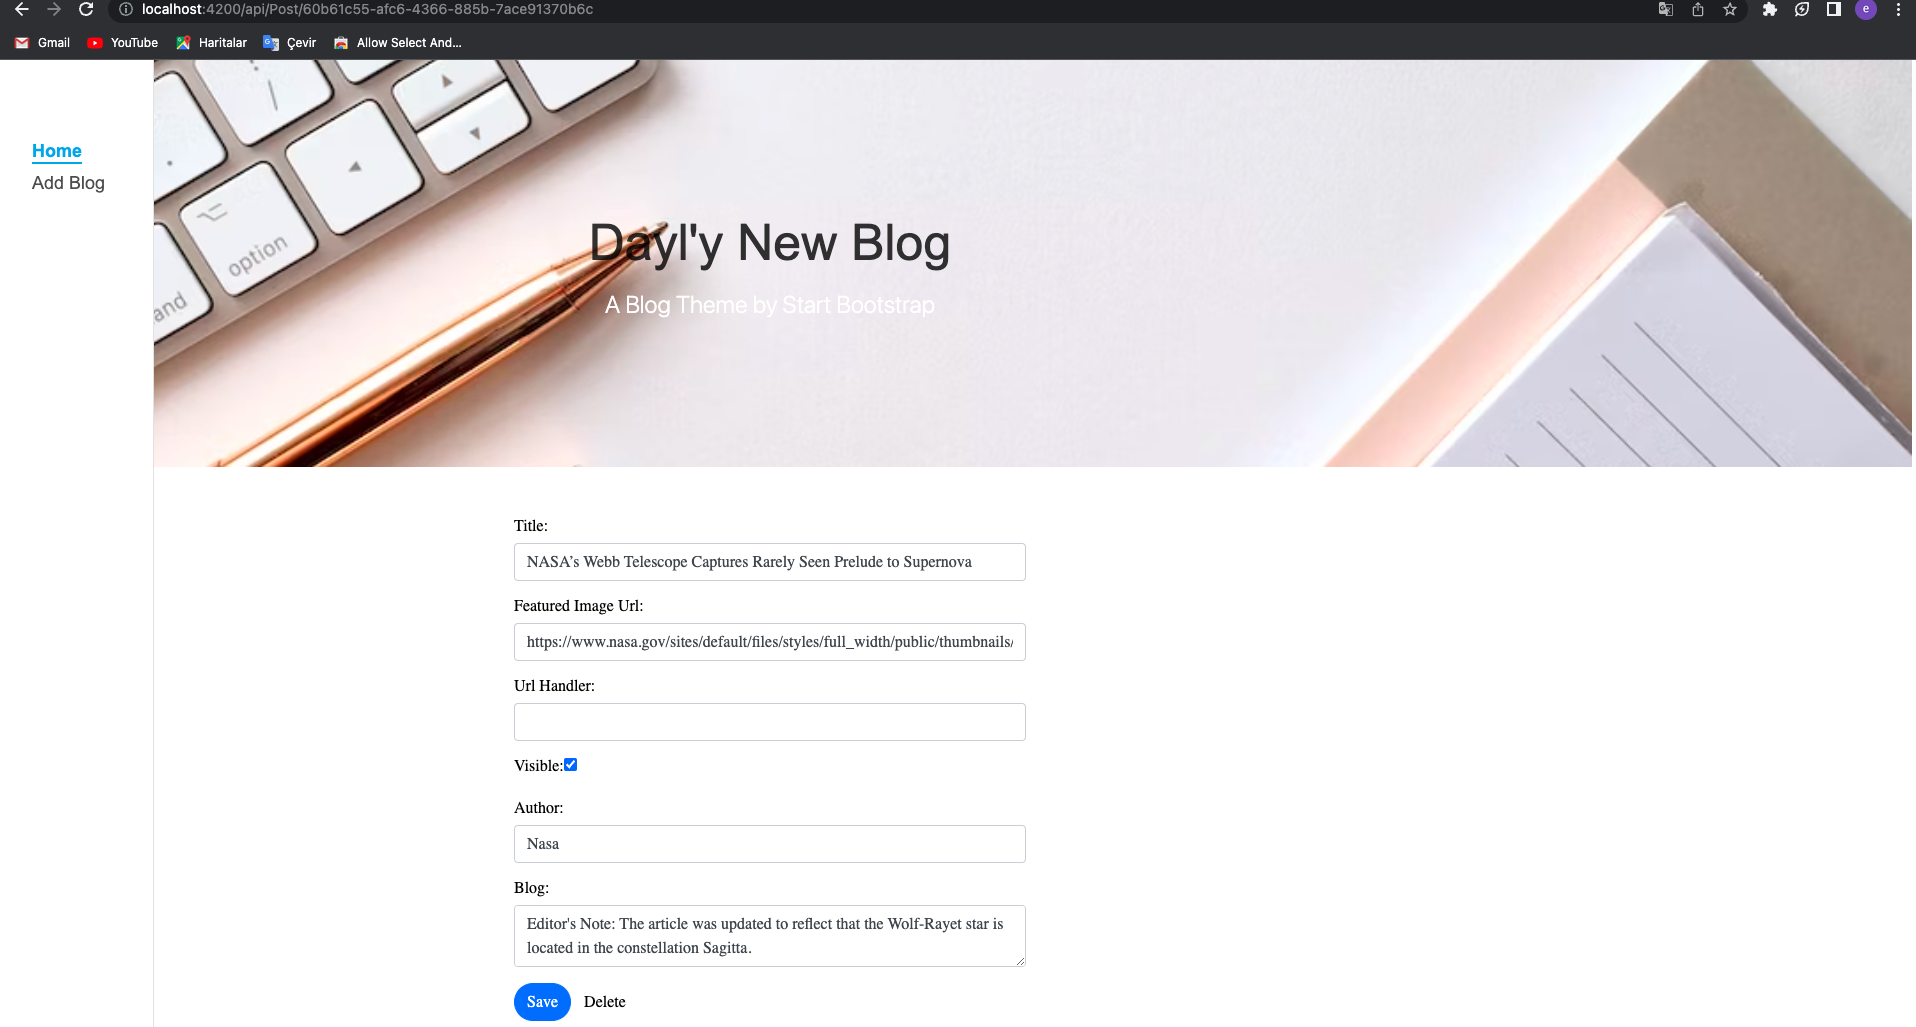 localhost:4200/api/Post/60b61c55-afc6-4366-885b-7ace91370b6c
e
Gmail YouTube Haritalar Çevir Allow Select And...
Home
Add Blog
option
Dayl'y New Blog
A Blog Theme by Start Bootstrap
Title:
NASA’s Webb Telescope Captures Rarely Seen Prelude to Supernova
Featured Image Url:
https://www.nasa.gov/sites/default/files/styles/full_width/public/thumbnails/
Url Handler:
Visible:
Author:
Nasa
Blog:
Editor's Note: The article was updated to reflect that the Wolf-Rayet star is
located in the constellation Sagitta.
Save Delete